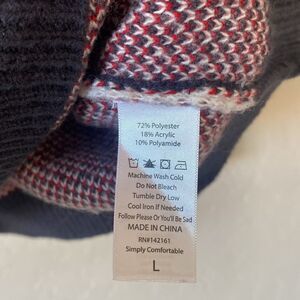 72% Polyester
18% Acrylic
10% Polyamide
Machine Wash Cold
Do Not Bleach
Tumble Dry Low
Cool Iron If Needed
Follow Please Or You'll Be Sad
MADE IN CHINA
RN#142161
Simply Comfortable
L